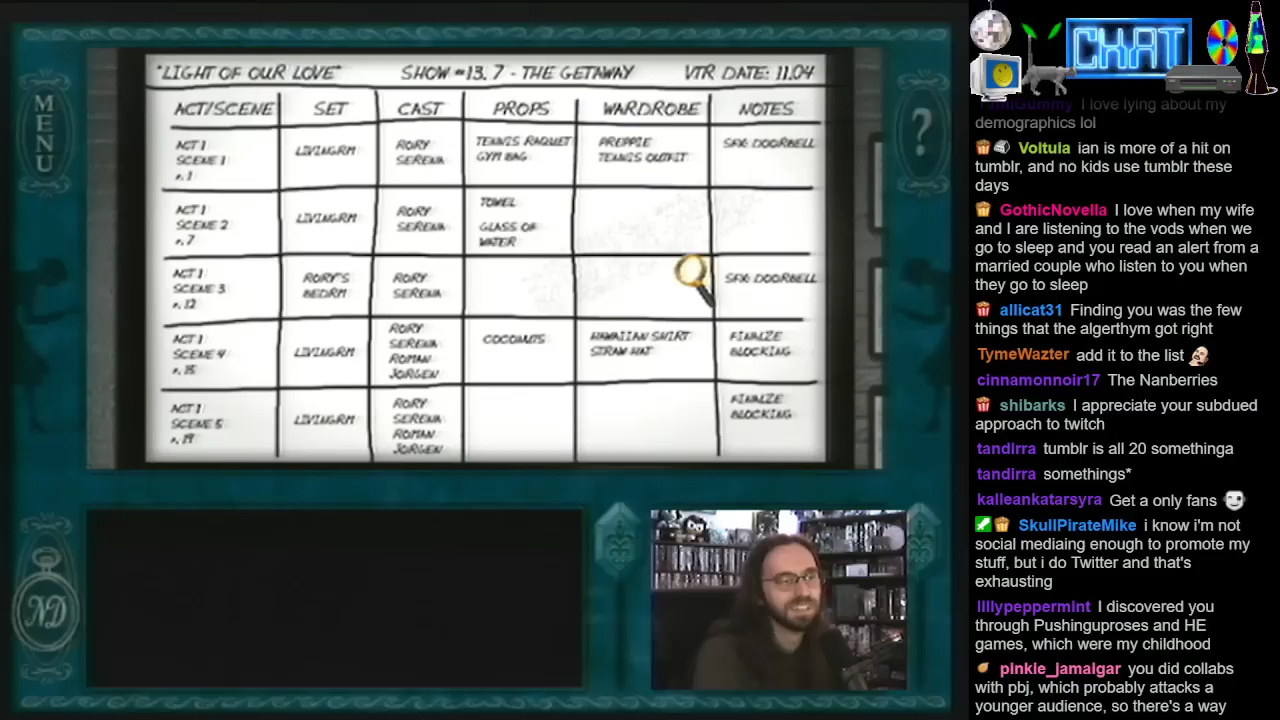 "LIGHT OF OUR LOVE" SHOW #13.7 - THE GETAWAY VTR DATE: 11.04
ACT/SCENE SET CAST PROPS WARDROBE NOTES
ACT 1 SCENE 1 P. 1 LIVINGRM RORY SERENA TENNIS RAQUET GYM BAG PREPPIE TENNIS OUTFIT SFX: DOORBELL
ACT 1 SCENE 2 P. 7 LIVINGRM RORY SERENA TOWEL GLASS OF WATER
ACT 1 SCENE 3 P. 12 RORY'S BEDRM RORY SERENA SFX: DOORBELL
ACT 1 SCENE 4 P. 15 LIVINGRM RORY SERENA ROMAN JORGEN COCONUTS HAWAIIAN SHIRT STRAW HAT FINALIZE BLOCKING
ACT 1 SCENE 5 P. 19 LIVINGRM RORY SERENA ROMAN JORGEN FINALIZE BLOCKING
MENU
?
ND
CHAT
I love lying about my
demographics lol
Voltula ian is more of a hit on
tumblr, and no kids use tumblr these
days
GothicNovella I love when my wife
and I are listening to the vods when we
go to sleep and you read an alert from a
married couple who listen to you when
they go to sleep
allicat31 Finding you was the few
things that the algerthym got right
TymeWazter add it to the list
cinnamonnoir17 The Nanberries
shibarks I appreciate your subdued
approach to twitch
tandirra tumblr is all 20 somethinga
tandirra somethings*
kalleankatarsyra Get a only fans
SkullPirateMike i know i'm not
social mediaing enough to promote my
stuff, but i do Twitter and that's
exhausting
lillypeppermint I discovered you
through Pushinguproses and HE
games, which were my childhood
pinkie_jamalgar you did collabs
with pbj, which probably attacks a
younger audience, so there's a way